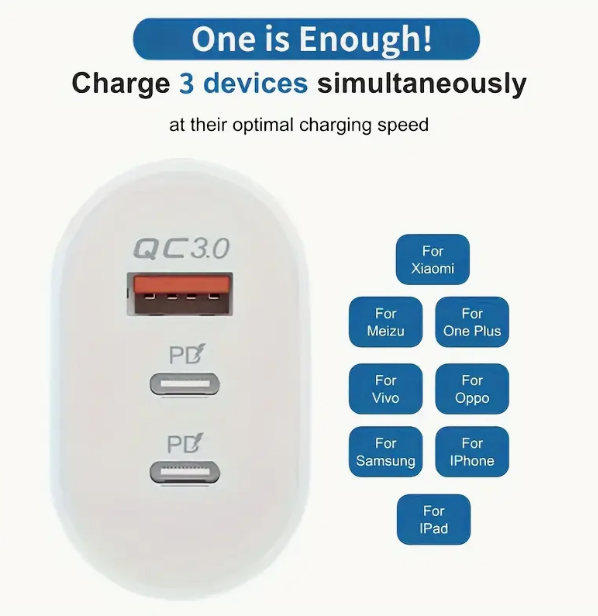 One is Enough!
Charge 3 devices simultaneously
at their optimal charging speed
QC3.0
PD
PD
For
Xiaomi
For
Meizu
For
One Plus
For
Vivo
For
Oppo
For
Samsung
For
IPhone
For
IPad